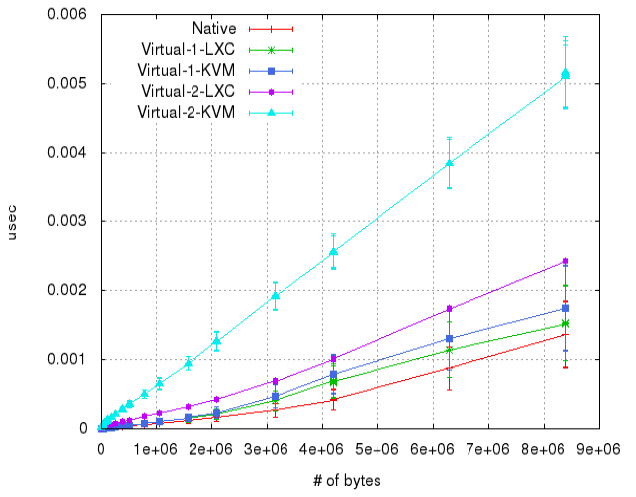 0.006
0.005
0.004
0.003
0.002
0.001
0
usec
Native
Virtual-1-LXC
Virtual-1-KVM
Virtual-2-LXC
Virtual-2-KVM
0 1e+06 2e+06 3e+06 4e+06 5e+06 6e+06 7e+06 8e+06 9e+06
# of bytes